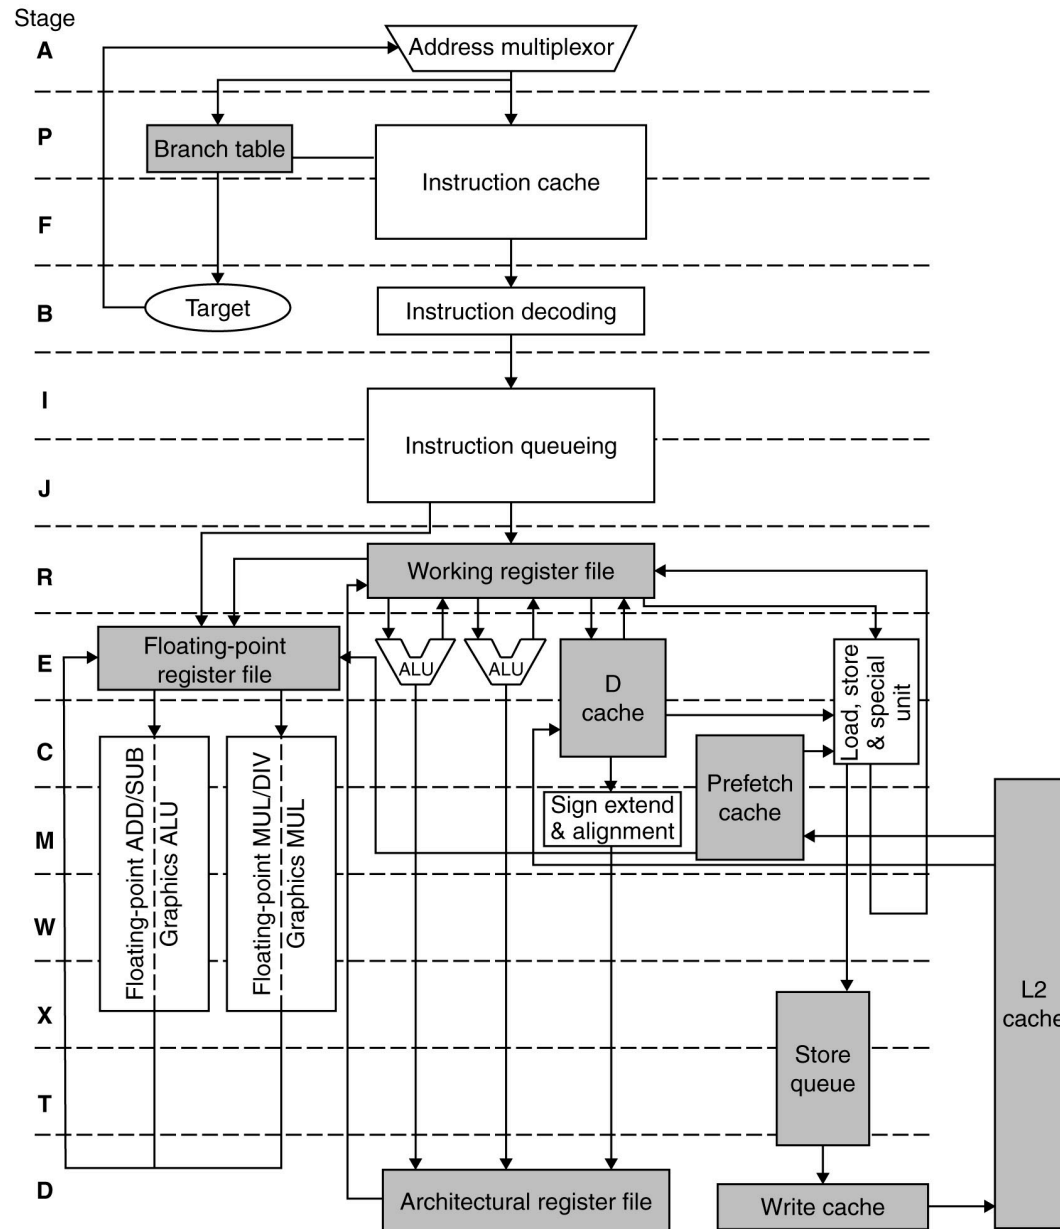 Stage
A
Address multiplexor
P
Branch table
Instruction cache
F
B
Target
Instruction decoding
I
Instruction queueing
J
R
Working register file
E
Floating-point
register file
ALU
ALU
D
cache
Load, store
& special
unit
C
Floating-point ADD/SUB
Graphics ALU
Floating-point MUL/DIV
Graphics MUL
Prefetch
cache
M
Sign extend
& alignment
W
X
L2
cache
Store
queue
T
D
Architectural register file
Write cache